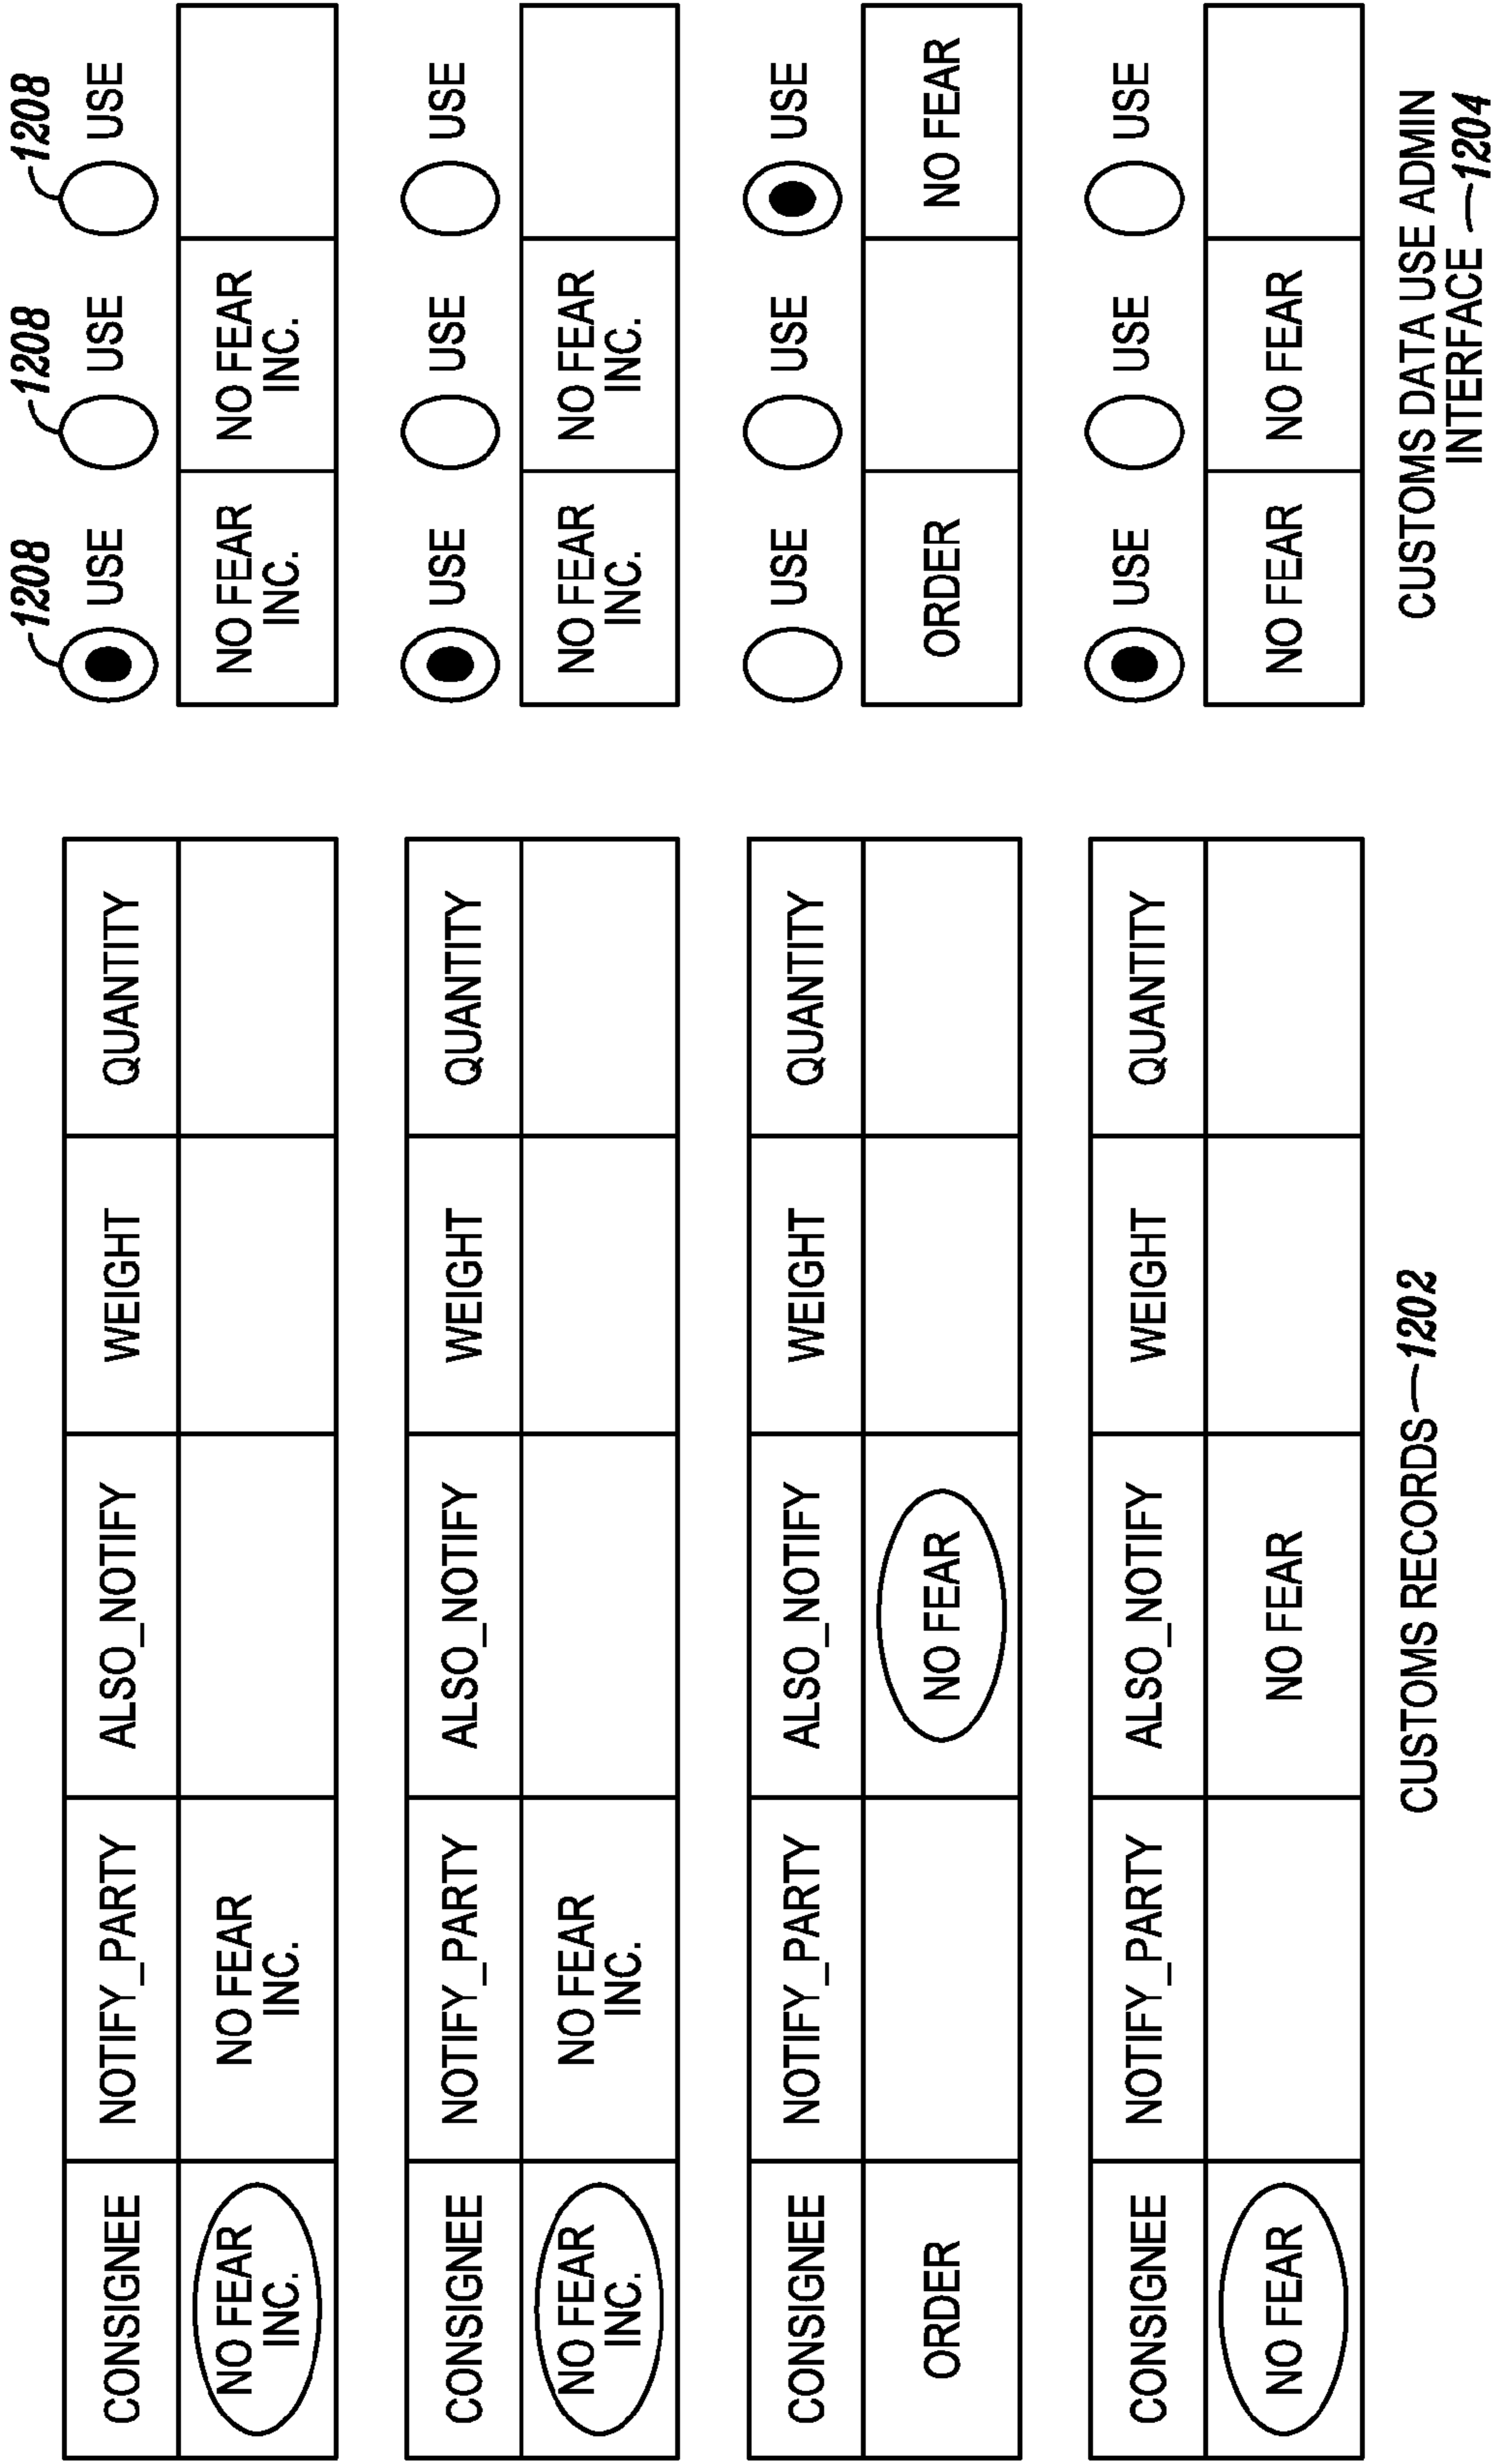 1208 1208 1208
CONSIGNEE NOTIFY_PARTY ALSO_NOTIFY WEIGHT QUANTITY USE USE USE
NO FEAR NO FEAR NO FEAR NO FEAR
INC. INC. INC. INC.
CONSIGNEE NOTIFY_PARTY ALSO_NOTIFY WEIGHT QUANTITY USE USE USE
NO FEAR NO FEAR NO FEAR NO FEAR
INC. INC. INC. INC.
CONSIGNEE NOTIFY_PARTY ALSO_NOTIFY WEIGHT QUANTITY USE USE USE
ORDER NO FEAR ORDER NO FEAR
CONSIGNEE NOTIFY_PARTY ALSO_NOTIFY WEIGHT QUANTITY USE USE USE
NO FEAR NO FEAR NO FEAR NO FEAR
CUSTOMS RECORDS 1202 CUSTOMS DATA USE ADMIN
INTERFACE 1204